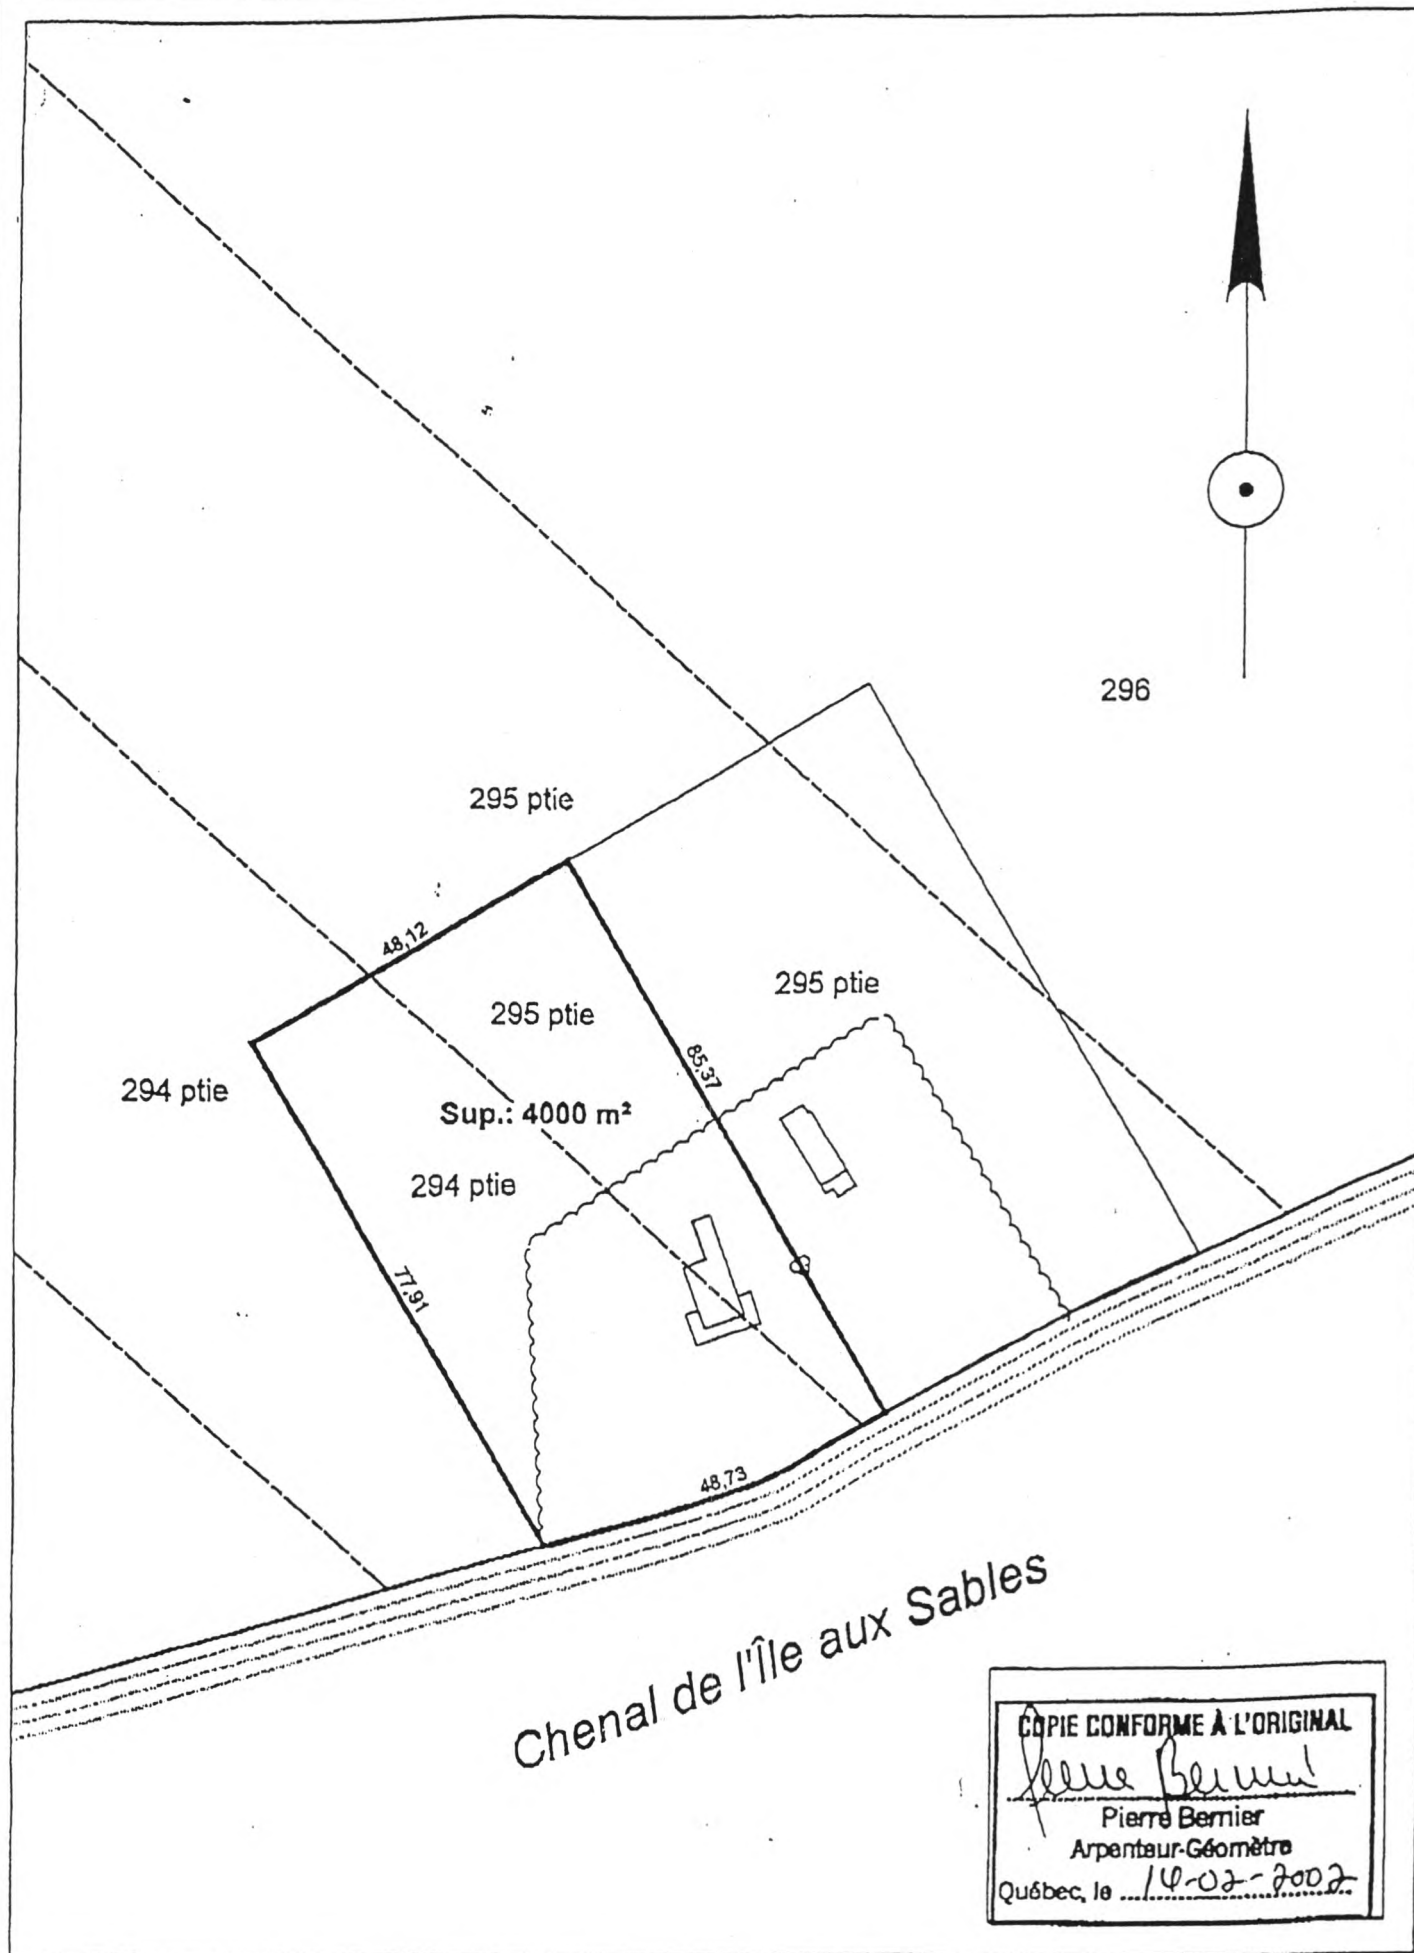 296
295 ptie
48,12
295 ptie
295 ptie
85,37
294 ptie
Sup.: 4000 m²
294 ptie
77,91
48,73
Chenal de l'Île aux Sables
COPIE CONFORME À L'ORIGINAL
Pierre Bernier
Pierre Bernier
Arpenteur-Géomètre
Québec, le 14-02-2002